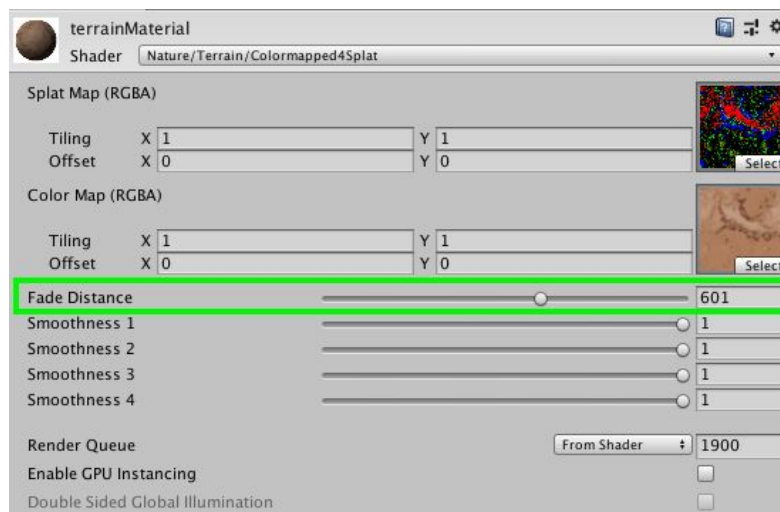 terrainMaterial
Shader Nature/Terrain/Colormapped4Splat
Splat Map (RGBA)
Tiling X 1 Y 1
Offset X 0 Y 0
Select
Color Map (RGBA)
Tiling X 1 Y 1
Offset X 0 Y 0
Select
Fade Distance 601
Smoothness 1 1
Smoothness 2 1
Smoothness 3 1
Smoothness 4 1
Render Queue From Shader 1900
Enable GPU Instancing
Double Sided Global Illumination